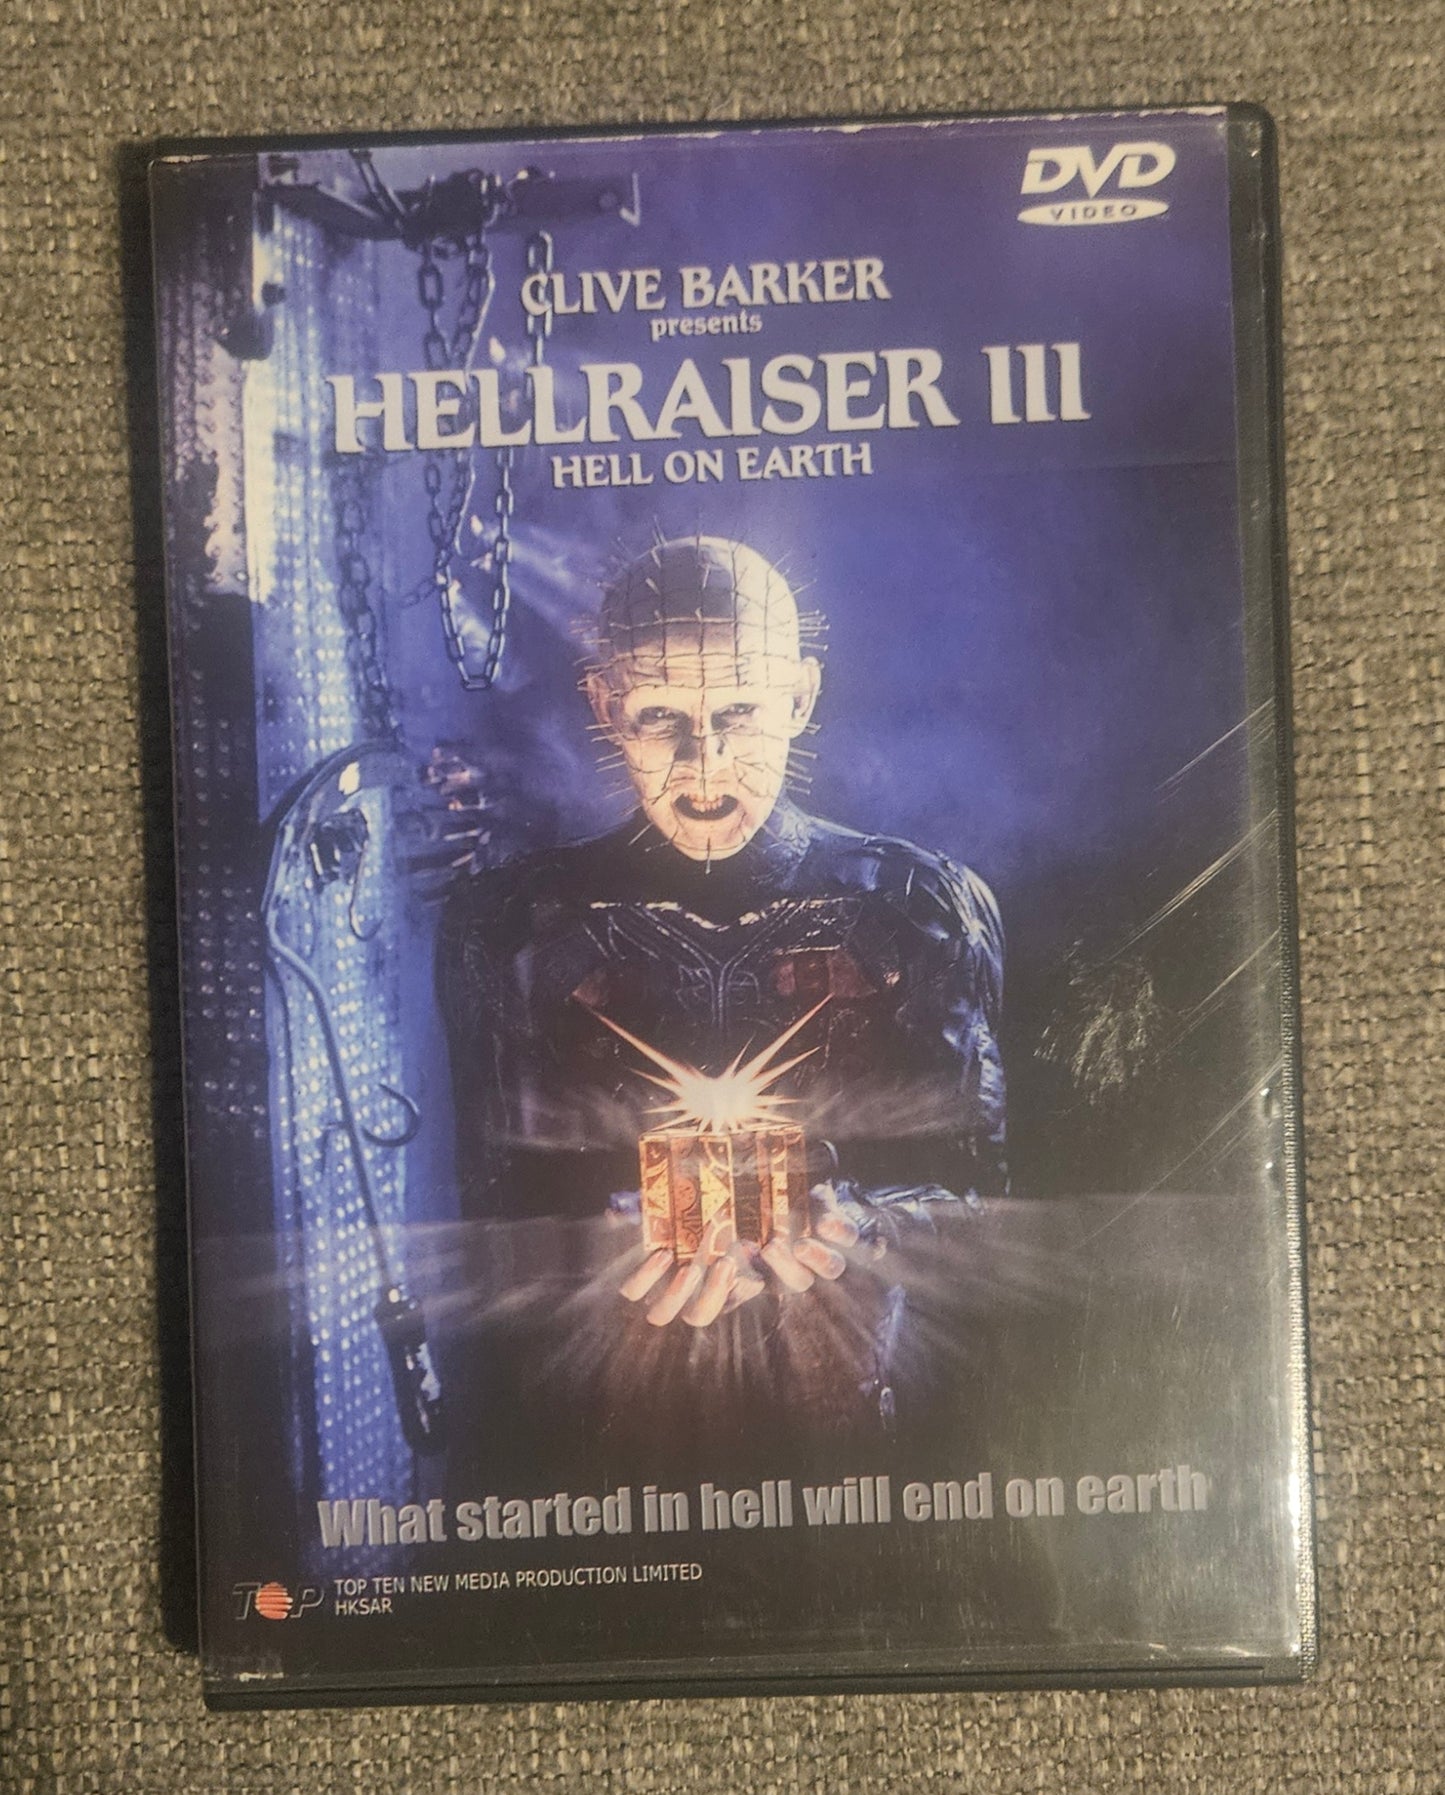 DVD
VIDEO
CLIVE BARKER
presents
HELLRAISER III
HELL ON EARTH
What started in hell will end on earth
TOP
TOP TEN NEW MEDIA PRODUCTION LIMITED
HKSAR